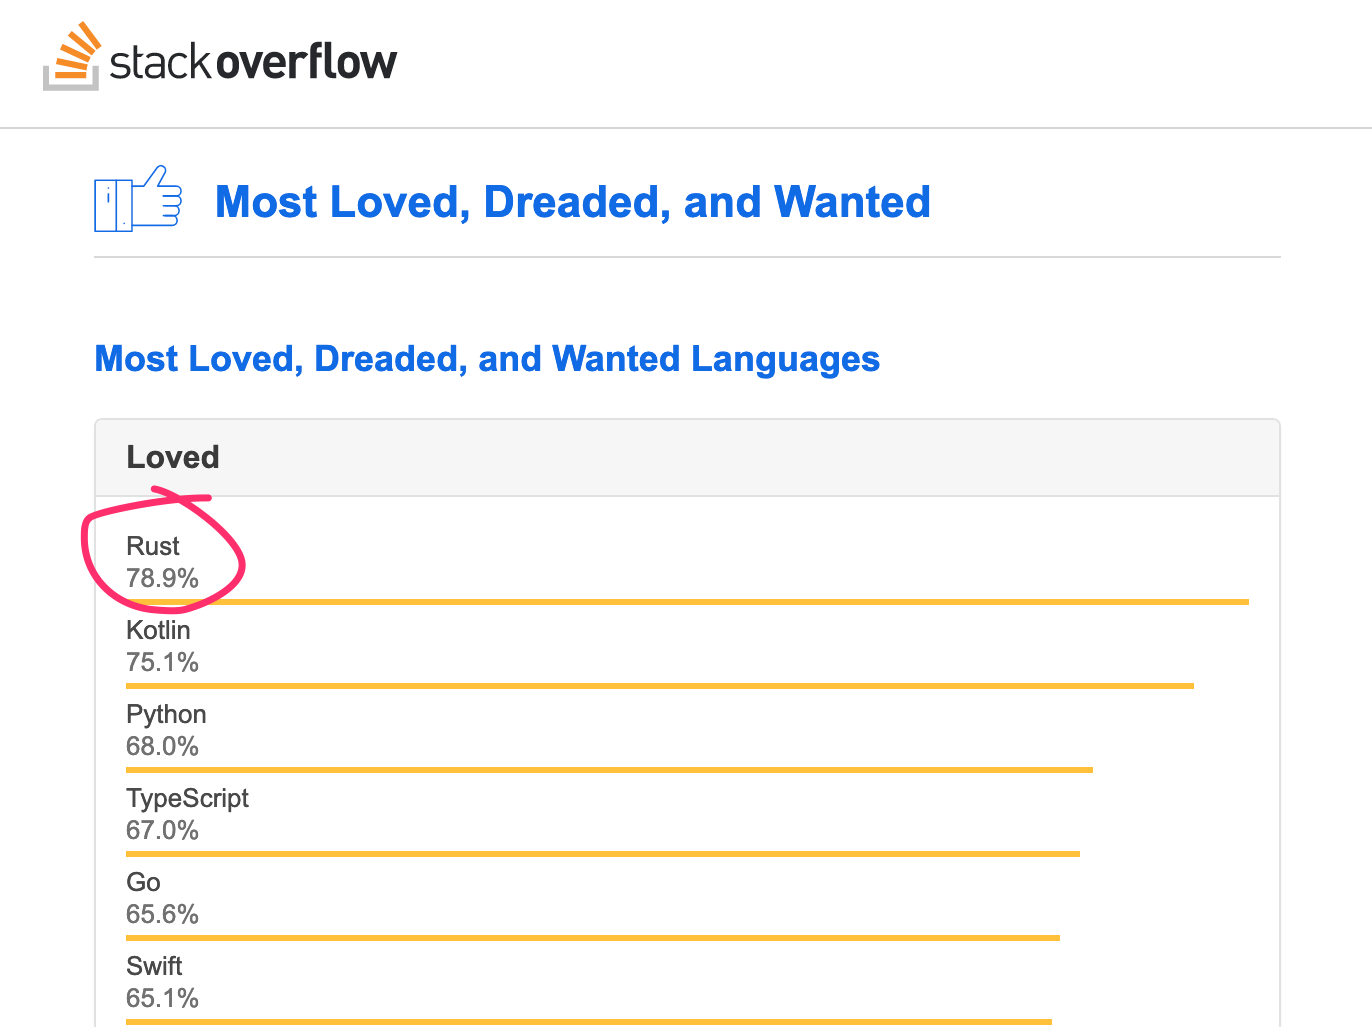 stackoverflow
Most Loved, Dreaded, and Wanted
Most Loved, Dreaded, and Wanted Languages
Loved
Rust
78.9%
Kotlin
75.1%
Python
68.0%
TypeScript
67.0%
Go
65.6%
Swift
65.1%